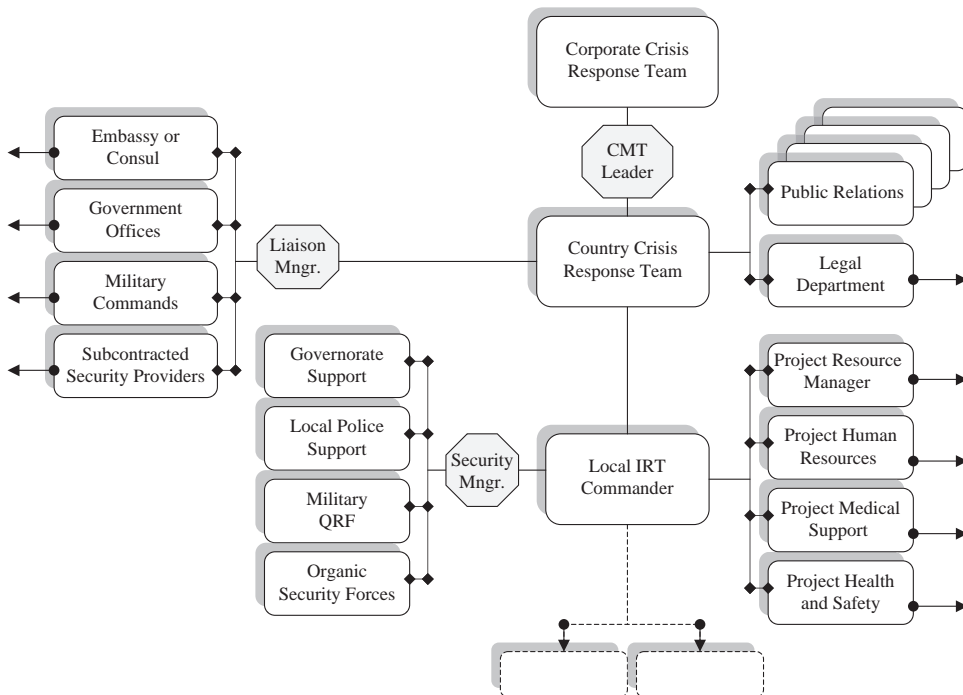 Corporate Crisis
Response Team
CMT
Leader
Embassy or
Consul
Government
Offices
Military
Commands
Subcontracted
Security Providers
Liaison
Mngr.
Country Crisis
Response Team
Public Relations
Legal
Department
Governorate
Support
Local Police
Support
Military
QRF
Organic
Security Forces
Security
Mngr.
Local IRT
Commander
Project Resource
Manager
Project Human
Resources
Project Medical
Support
Project Health
and Safety